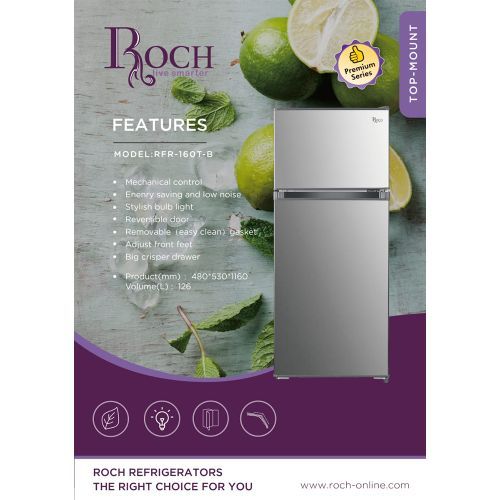 ROCH
live smarter
Premium
Series
TOP-MOUNT
ROCH
FEATURES
MODEL:RFR-160T-B
Mechanical control
Enenry saving and low noise
Stylish bulb light
Reversible door
Removable (easy clean) gasket
Adjust front feet
Big crisper drawer
Product(mm) : 480*530*1160
Volume(L) : 126
ROCH REFRIGERATORS
THE RIGHT CHOICE FOR YOU
www.roch-online.com